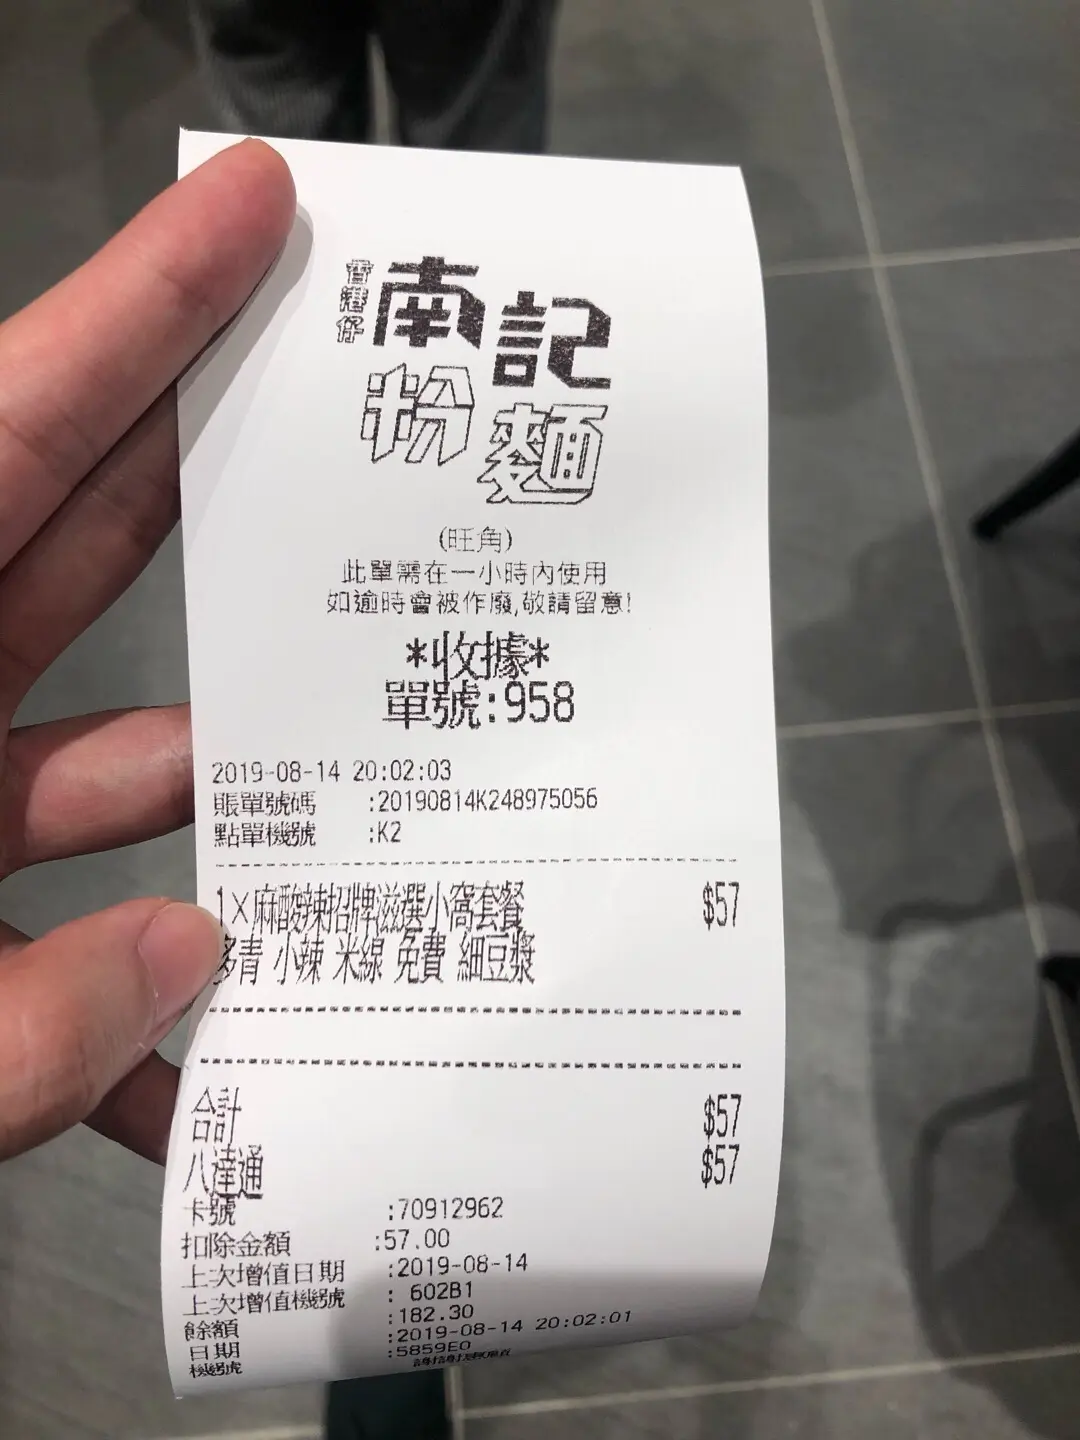 香港仔
南記
粉麵
(旺角)
此單需在一小時內使用
如逾時會被作廢,敬請留意!
*收據*
單號:958
2019-08-14 20:02:03
賬單號碼 :20190814K248975056
點單機號 :K2
1×麻酸辣招牌滋選小窩套餐 $57
多青 小辣 米線 免費 細豆漿
合計 $57
八達通 $57
卡號 :70912962
扣除金額 :57.00
上次增值日期 :2019-08-14
上次增值機號 : 602B1
餘額 :182.30
日期 :2019-08-14 20:02:01
機號 :5859E0